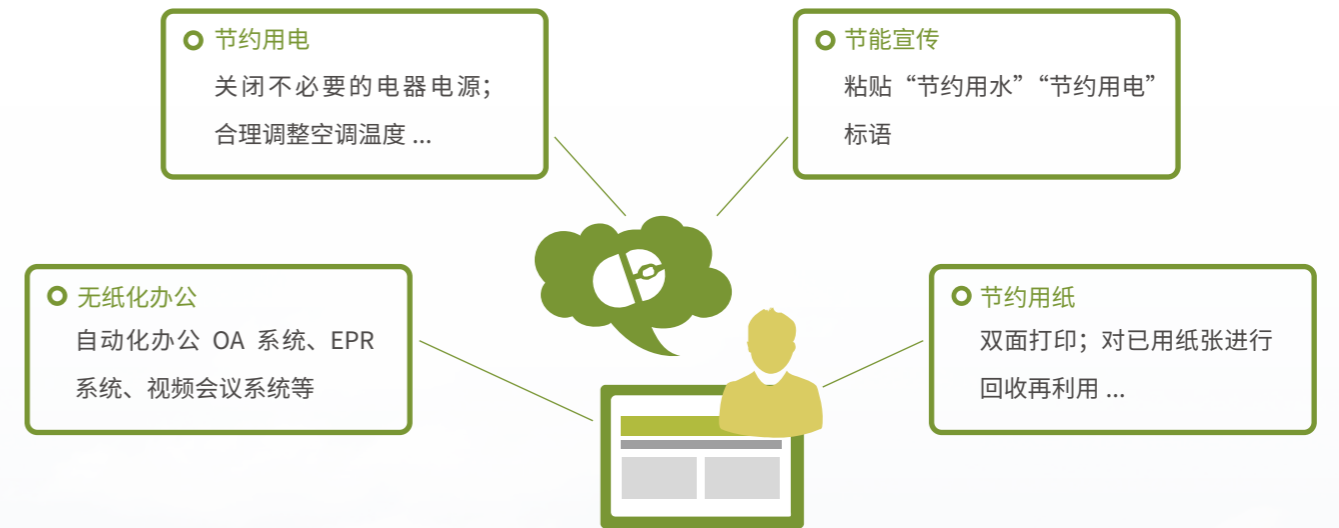 节约用电
关闭不必要的电器电源；
合理调整空调温度 ...
节能宣传
粘贴“节约用水”“节约用电”
标语
无纸化办公
自动化办公 OA 系统、EPR
系统、视频会议系统等
节约用纸
双面打印；对已用纸张进行
回收再利用 ...